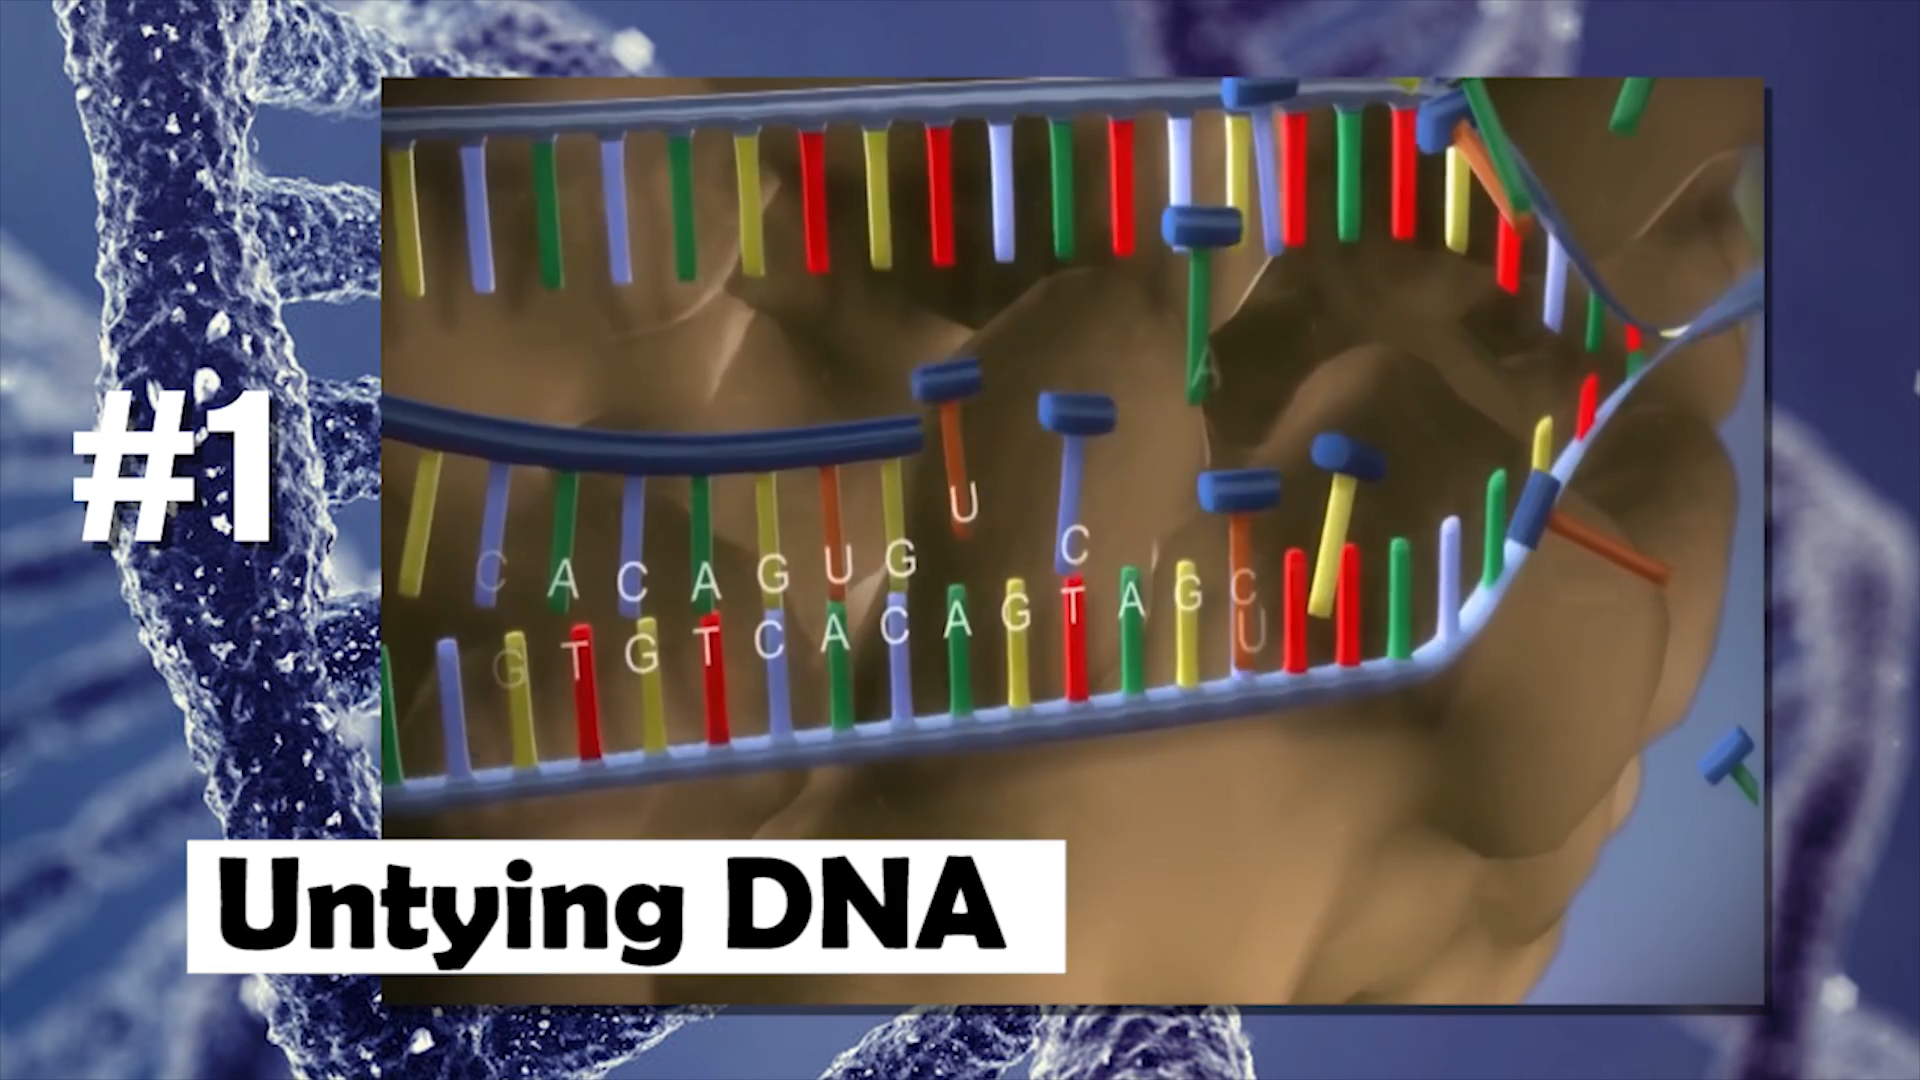 #1
A
U
C
C A C A G U G
G T G T C A C A G T A G C
U
Untying DNA